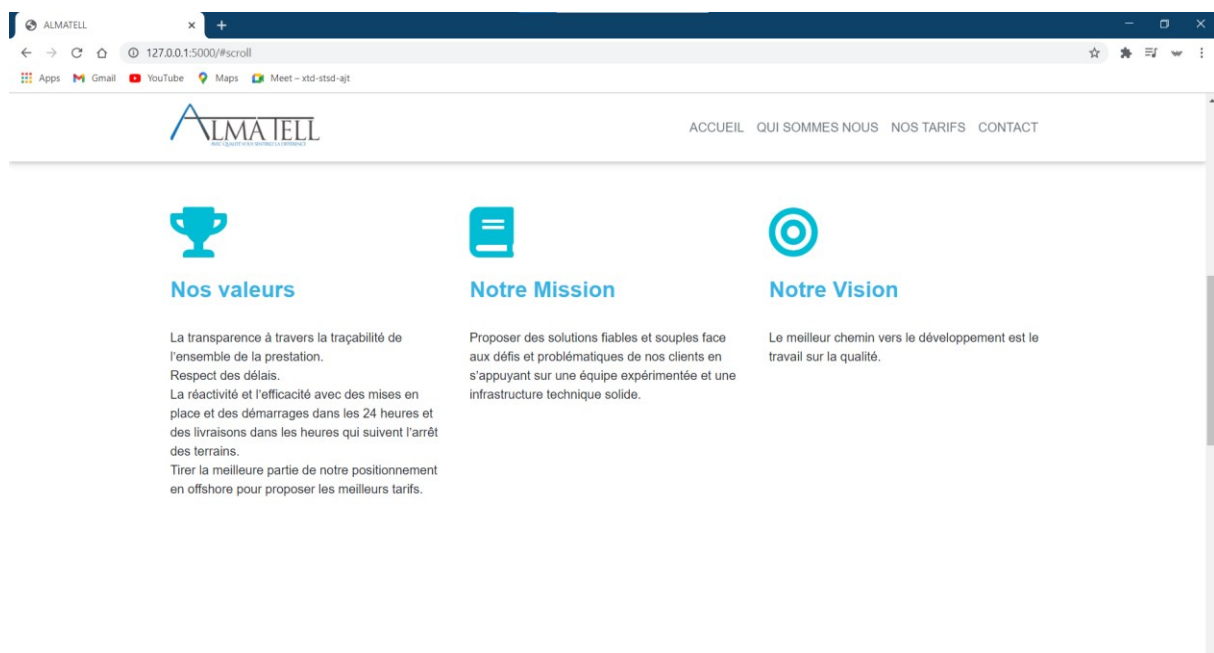 ALMATELL
127.0.0.1:5000/#scroll
Apps
Gmail
YouTube
Maps
Meet – xtd-stsd-ajt
ALMATELL
AVEC QUALITÉ VOUS SENTIREZ LA DIFFÉRENCE
ACCUEIL QUI SOMMES NOUS NOS TARIFS CONTACT
Nos valeurs
La transparence à travers la traçabilité de
l'ensemble de la prestation.
Respect des délais.
La réactivité et l'efficacité avec des mises en
place et des démarrages dans les 24 heures et
des livraisons dans les heures qui suivent l'arrêt
des terrains.
Tirer la meilleure partie de notre positionnement
en offshore pour proposer les meilleurs tarifs.
Notre Mission
Proposer des solutions fiables et souples face
aux défis et problématiques de nos clients en
s'appuyant sur une équipe expérimentée et une
infrastructure technique solide.
Notre Vision
Le meilleur chemin vers le développement est le
travail sur la qualité.